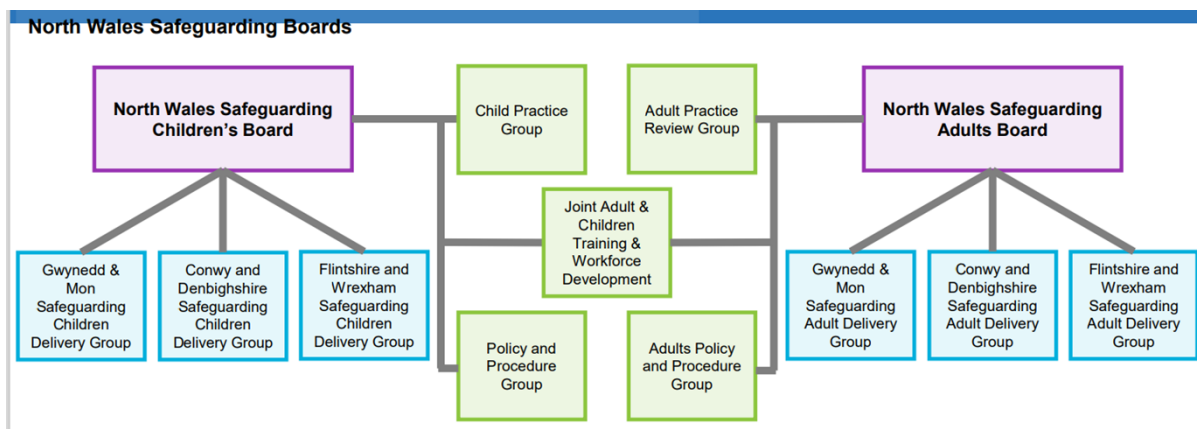 North Wales Safeguarding Boards
North Wales Safeguarding
Children's Board
Child Practice
Group
Adult Practice
Review Group
North Wales Safeguarding
Adults Board
Joint Adult &
Children
Training &
Workforce
Development
Gwynedd &
Mon
Safeguarding
Children
Delivery Group
Conwy and
Denbighshire
Safeguarding
Children
Delivery Group
Flintshire and
Wrexham
Safeguarding
Children
Delivery Group
Policy and
Procedure
Group
Adults Policy
and Procedure
Group
Gwynedd &
Mon
Safeguarding
Adult Delivery
Group
Conwy and
Denbighshire
Safeguarding
Adult Delivery
Group
Flintshire and
Wrexham
Safeguarding
Adult Delivery
Group